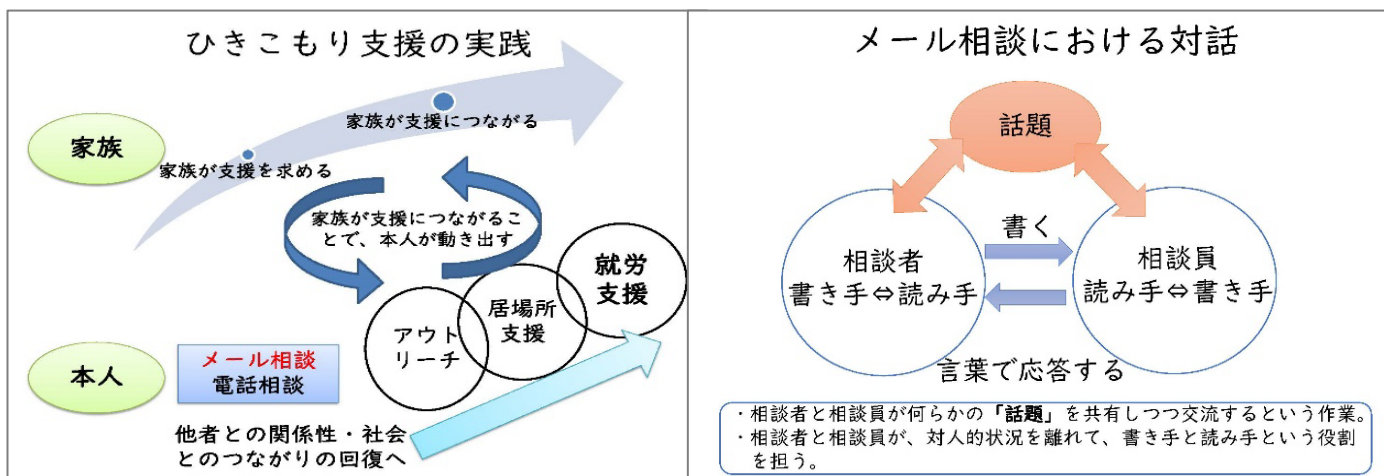 ひきこもり支援の実践
家族
家族が支援につながる
家族が支援を求める
家族が支援につながるこ
とで、本人が動き出す
就労
支援
居場所
支援
アウト
リーチ
本人
メール相談
電話相談
他者との関係性・社会
とのつながりの回復へ
メール相談における対話
話題
書く
相談者
書き手⇔読み手
相談員
読み手⇔書き手
言葉で応答する
・相談者と相談員が何らかの「話題」を共有しつつ交流するという作業。
・相談者と相談員が、対人的状況を離れて、書き手と読み手という役割
を担う。